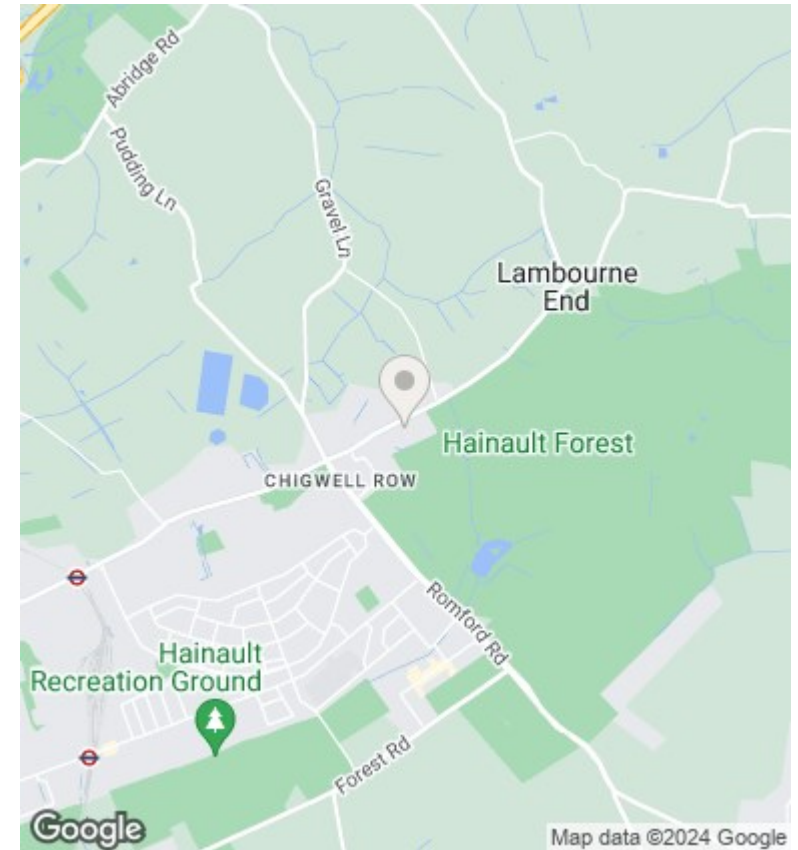 Abridge Rd
Pudding Ln
Gravel Ln
Lambourne
End
Hainault Forest
CHIGWELL ROW
Romford Rd
Hainault
Recreation Ground
Forest Rd
Google
Map data ©2024 Google